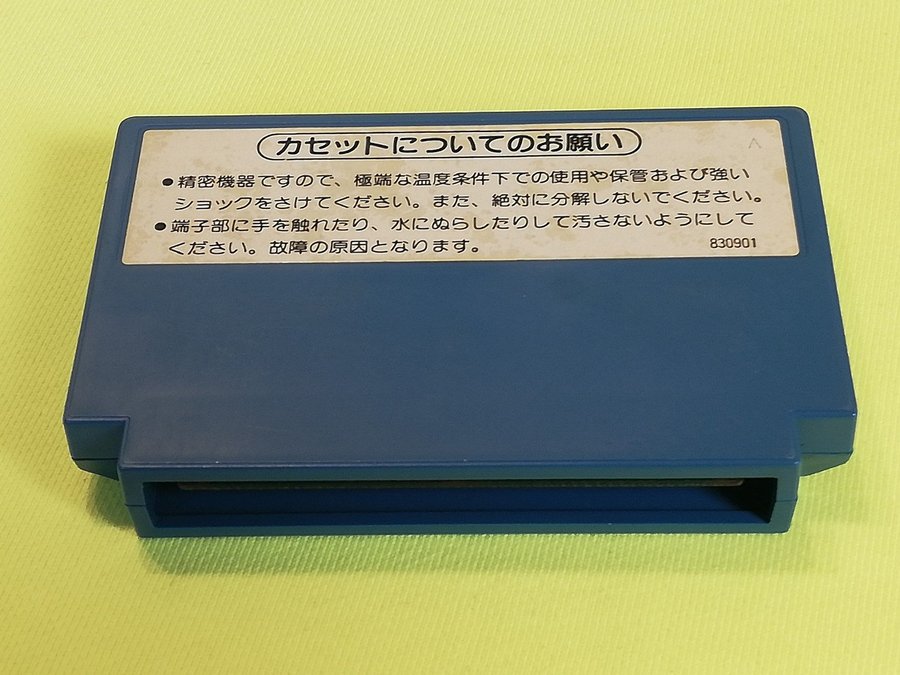 カセットについてのお願い
●精密機器ですので、極端な温度条件下での使用や保管および強い
ショックをさけてください。また、絶対に分解しないでください。
●端子部に手を触れたり、水にぬらしたりして汚さないようにして
ください。故障の原因となります。 830901